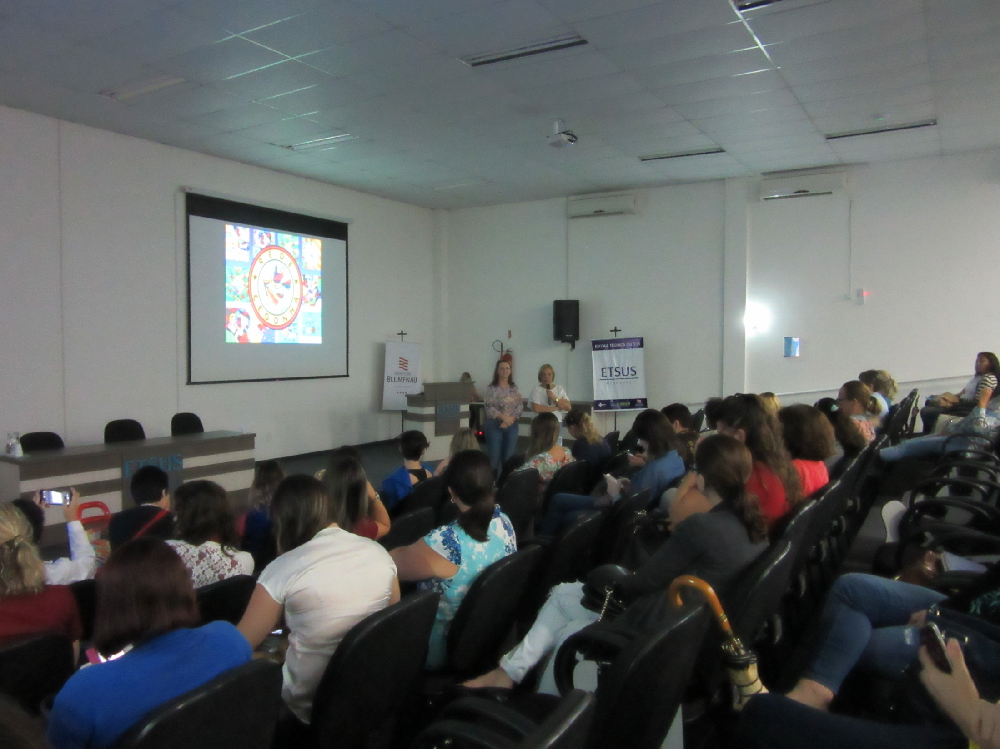 REDE
CEGONHA
PREFEITURA
BLUMENAU
ESCOLA TÉCNICA DO SUS
ETSUS
BLUMENAU
ETSUS
ETSUS